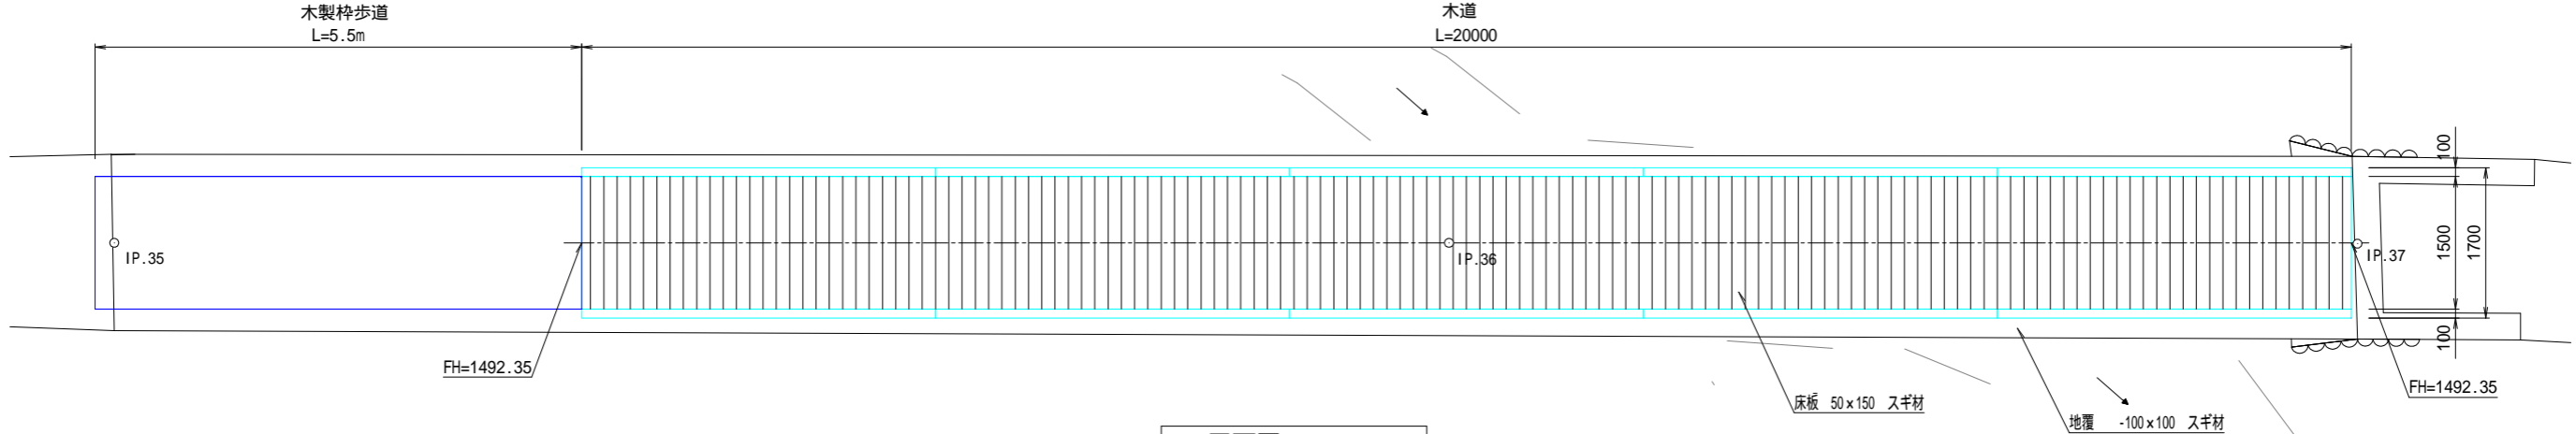 木製枠歩道
L=5.5m
木道
L=20000
100
1500
1700
100
IP.35
IP.36
IP.37
FH=1492.35
FH=1492.35
床板 50×150 スギ材
地覆 -100×100 スギ材